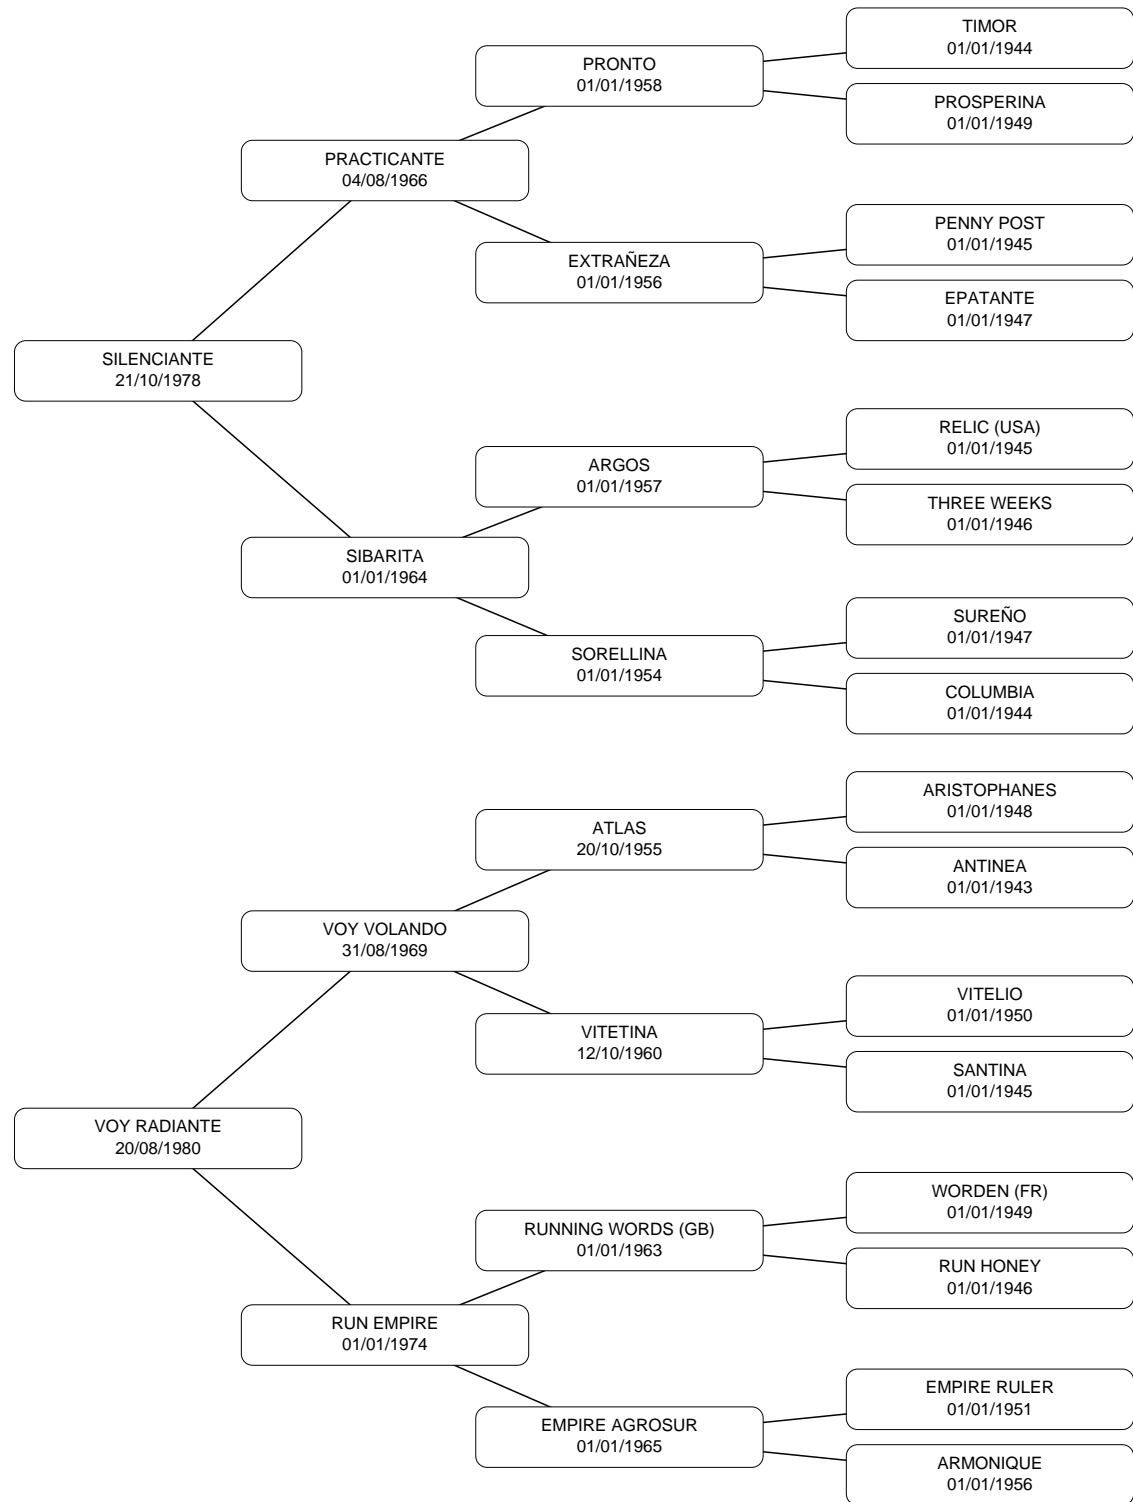 TIMOR
01/01/1944
PRONTO
01/01/1958
PROSPERINA
01/01/1949
PRACTICANTE
04/08/1966
PENNY POST
01/01/1945
EXTRAÑEZA
01/01/1956
EPATANTE
01/01/1947
SILENCIANTE
21/10/1978
RELIC (USA)
01/01/1945
ARGOS
01/01/1957
THREE WEEKS
01/01/1946
SIBARITA
01/01/1964
SUREÑO
01/01/1947
SORELLINA
01/01/1954
COLUMBIA
01/01/1944
ARISTOPHANES
01/01/1948
ATLAS
20/10/1955
ANTINEA
01/01/1943
VOY VOLANDO
31/08/1969
VITELIO
01/01/1950
VITETINA
12/10/1960
SANTINA
01/01/1945
VOY RADIANTE
20/08/1980
WORDEN (FR)
01/01/1949
RUNNING WORDS (GB)
01/01/1963
RUN HONEY
01/01/1946
RUN EMPIRE
01/01/1974
EMPIRE RULER
01/01/1951
EMPIRE AGROSUR
01/01/1965
ARMONIQUE
01/01/1956